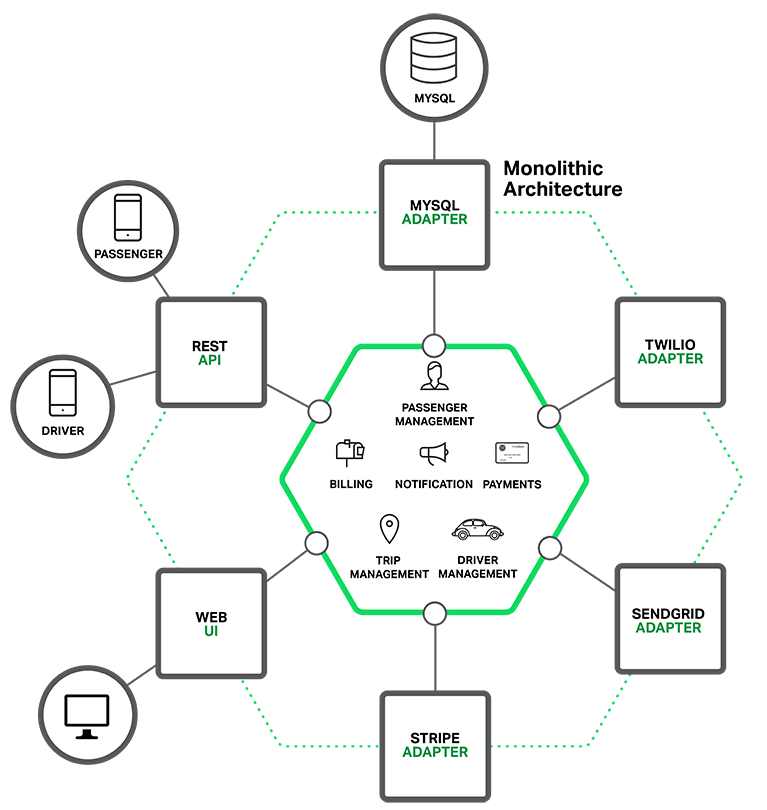 MYSQL
Monolithic
Architecture
MYSQL
ADAPTER
PASSENGER
REST
API
TWILIO
ADAPTER
DRIVER
PASSENGER
MANAGEMENT
BILLING
NOTIFICATION
PAYMENTS
TRIP
MANAGEMENT
DRIVER
MANAGEMENT
WEB
UI
SENDGRID
ADAPTER
STRIPE
ADAPTER